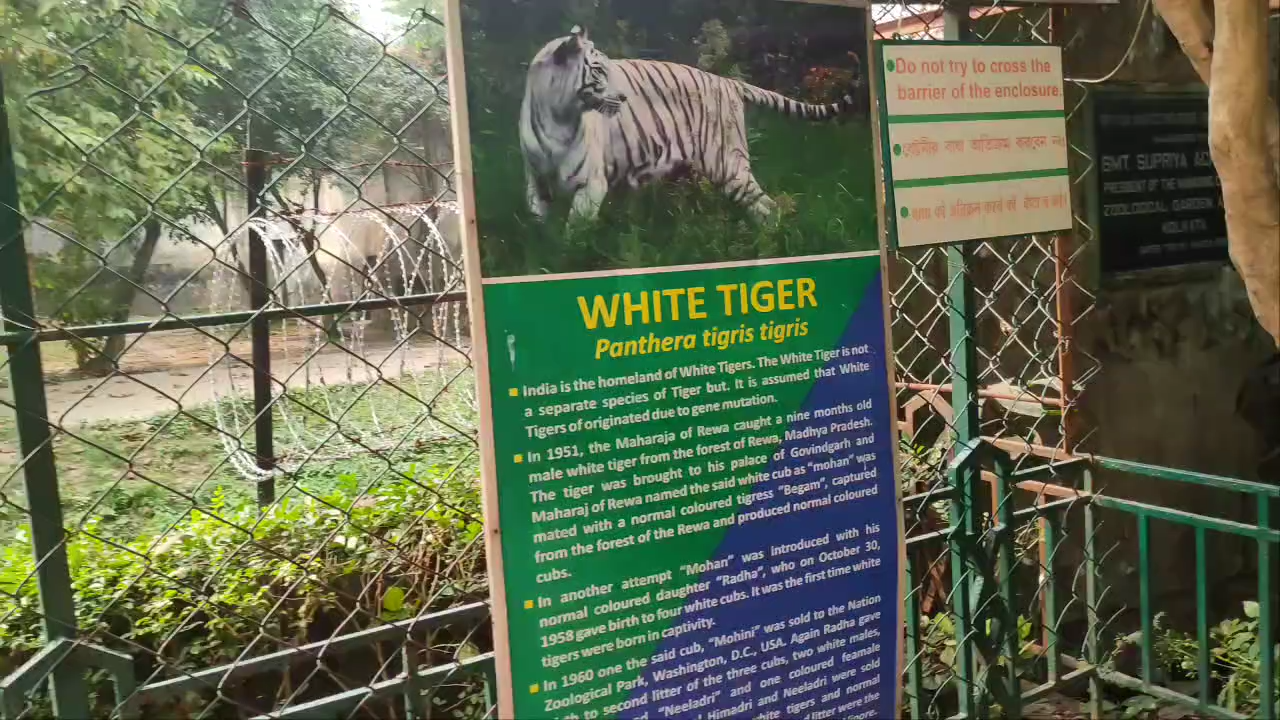 WHITE TIGER
Panthera tigris tigris
India is the homeland of White Tigers. The White Tiger is not
a separate species of Tiger but. It is assumed that White
Tigers of originated due to gene mutation.
In 1951, the Maharaja of Rewa caught a nine months old
male white tiger from the forest of Rewa, Madhya Pradesh.
The tiger was brought to his palace of Govindgarh and
Maharaj of Rewa named the said white cub as "mohan" was
mated with a normal coloured tigress "Begam", captured
from the forest of the Rewa and produced normal coloured
cubs.
In another attempt "Mohan" was Introduced with his
normal coloured daughter "Radha", who on October 30,
1958 gave birth to four white cubs. It was the first time white
tigers were born in captivity.
In 1960 one the said cub, "Mohini" was sold to the Nation
Zoological Park, Washington, D.C., USA. Again Radha gave
to second litter of the three cubs, two white males,
"Neeladri" and one coloured feamale
Himadri and Neeladri were sold
white tigers and normal
litter were the
Do not try to cross the
barrier of the enclosure.
বেষ্টনীর বাধা অতিক্রম করবেন না।
SMT. SUPRIYA
PRESIDENT OF THE
ZOOLOGICAL GARDEN
KOLKATA